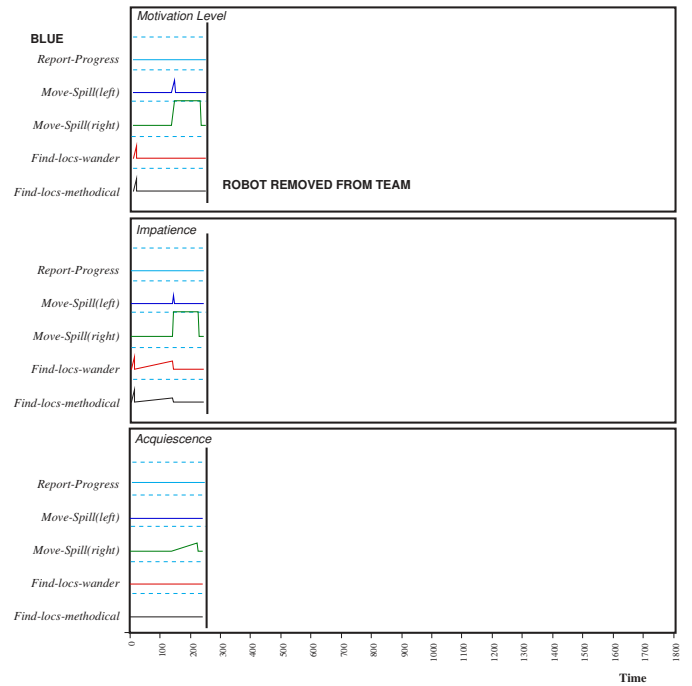 Motivation Level
BLUE
Report-Progress
Move-Spill(left)
Move-Spill(right)
Find-locs-wander
Find-locs-methodical
ROBOT REMOVED FROM TEAM
Impatience
Report-Progress
Move-Spill(left)
Move-Spill(right)
Find-locs-wander
Find-locs-methodical
Acquiescence
Report-Progress
Move-Spill(left)
Move-Spill(right)
Find-locs-wander
Find-locs-methodical
0 100 200 300 400 500 600 700 800 900 1000 1100 1200 1300 1400 1500 1600 1700 1800
Time